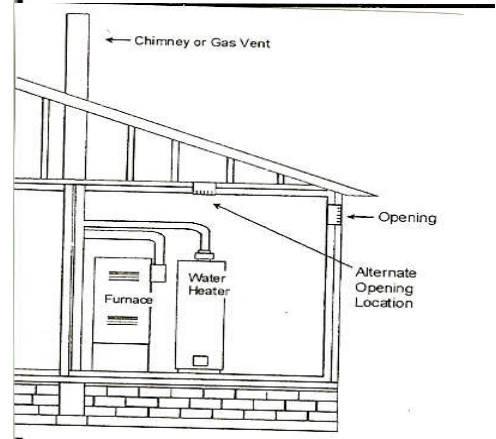 Chimney or Gas Vent
Opening
Alternate
Opening
Location
Water
Heater
Furnace